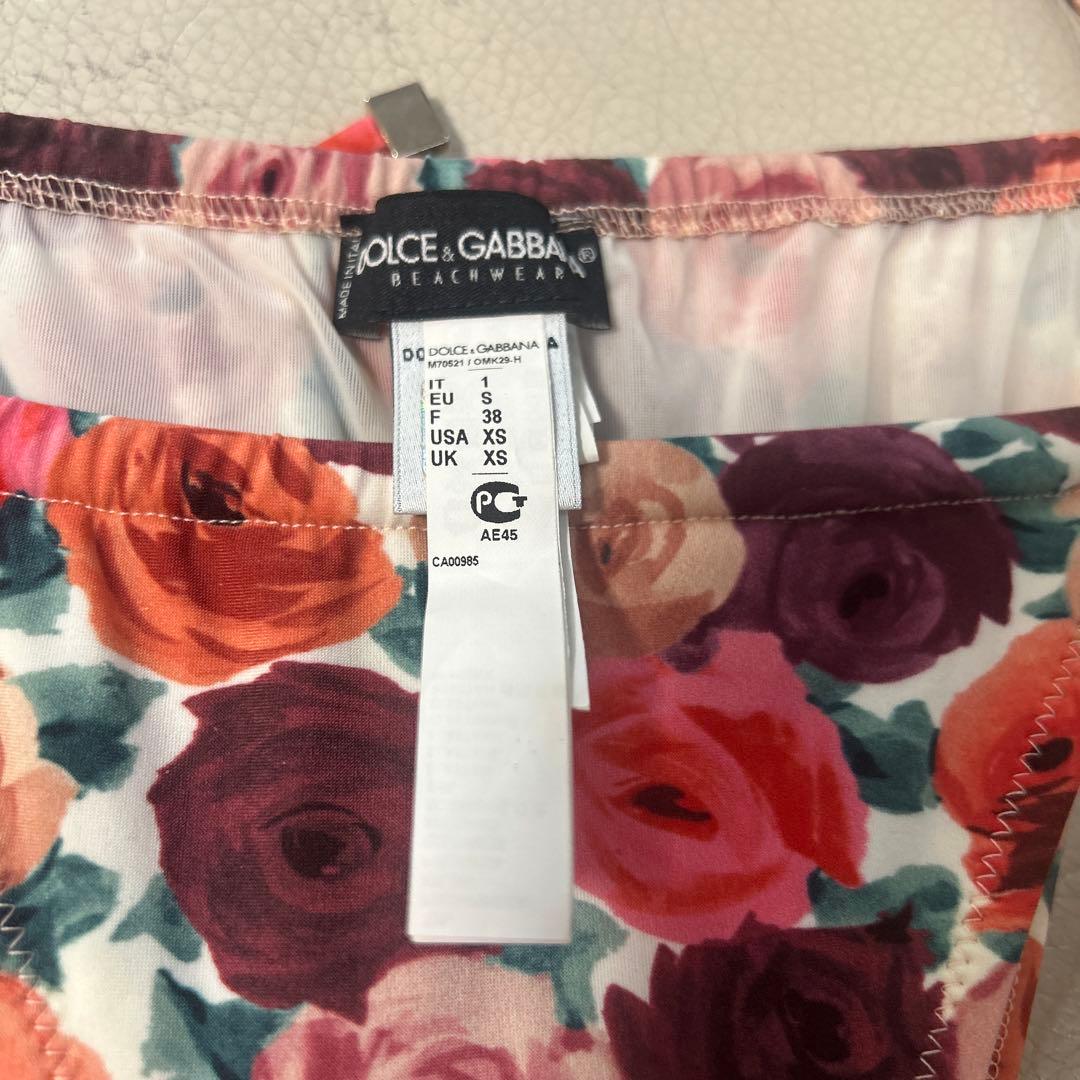 MADE IN ITALY
DOLCE & GABBANA®
BEACHWEAR
DOLCE & GABBANA
M70521 / OMK29-H
IT 1
EU S
F 38
USA XS
UK XS
PCT
AE45
CA00985